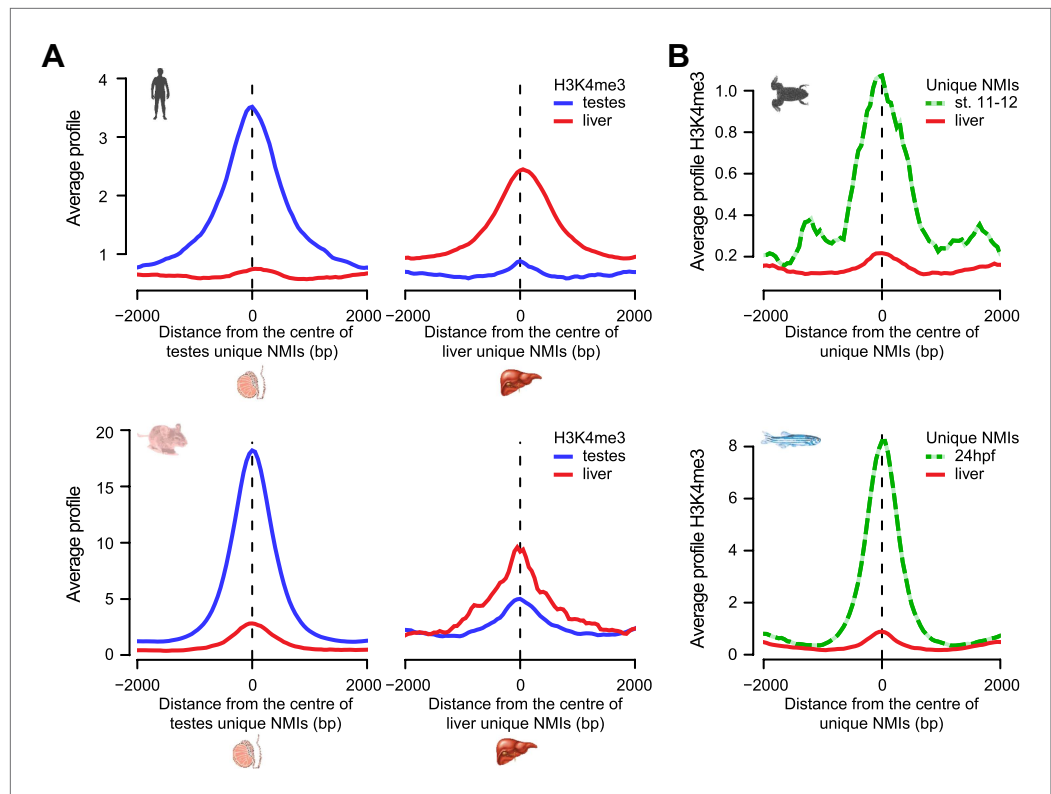 A
B
4
3
2
1
Average profile
H3K4me3
testes
liver
−2000
0
2000
Distance from the centre of
testes unique NMIs (bp)
H3K4me3
testes
liver
−2000
0
2000
Distance from the centre of
liver unique NMIs (bp)
1.0
0.8
0.6
0.4
0.2
Average profile H3K4me3
Unique NMIs
st. 11-12
liver
−2000
0
2000
Distance from the centre of
unique NMIs (bp)
20
15
10
5
0
Average profile
H3K4me3
testes
liver
−2000
0
2000
Distance from the centre of
testes unique NMIs (bp)
H3K4me3
testes
liver
−2000
0
2000
Distance from the centre of
liver unique NMIs (bp)
8
6
4
2
0
Average profile H3K4me3
Unique NMIs
24hpf
liver
−2000
0
2000
Distance from the centre of
unique NMIs (bp)